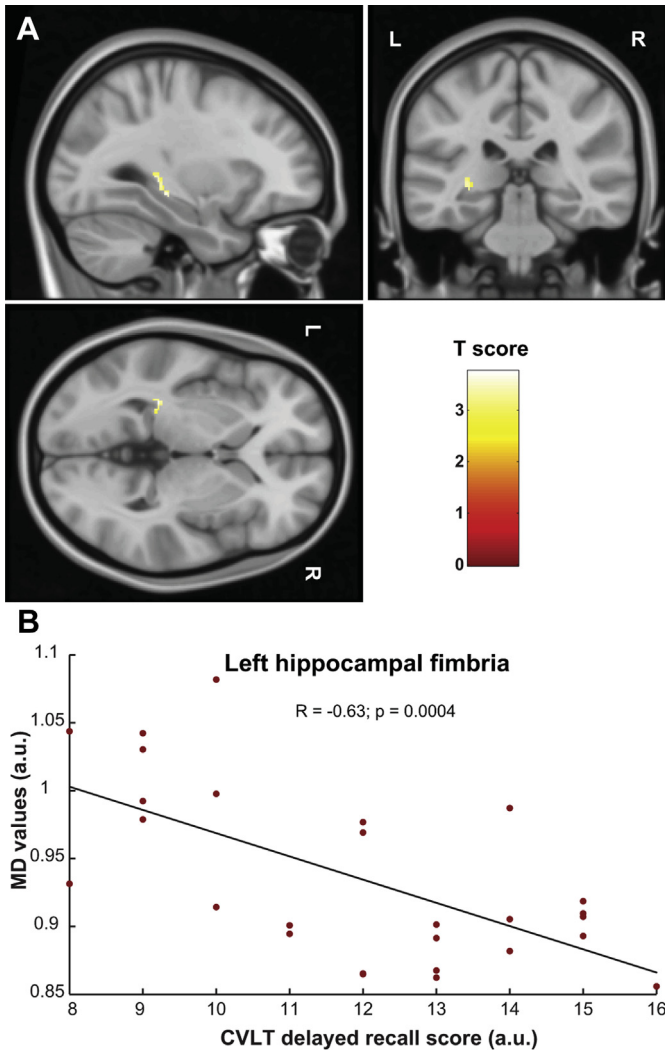 A
L R
L
R
T score
3
2
1
0
B
Left hippocampal fimbria
R = -0.63; p = 0.0004
MD values (a.u.)
1.1
1.05
1
0.95
0.9
0.85
8 9 10 11 12 13 14 15 16
CVLT delayed recall score (a.u.)